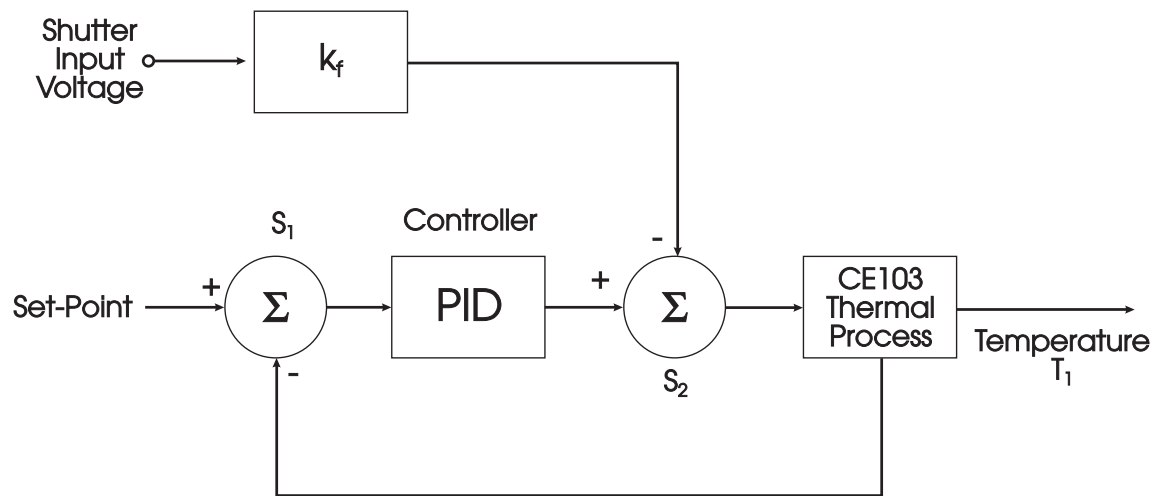 Shutter
Input
Voltage
kf
-
S1
Controller
Set-Point
+
Σ
PID
+
Σ
CE103
Thermal
Process
Temperature
T1
-
S2